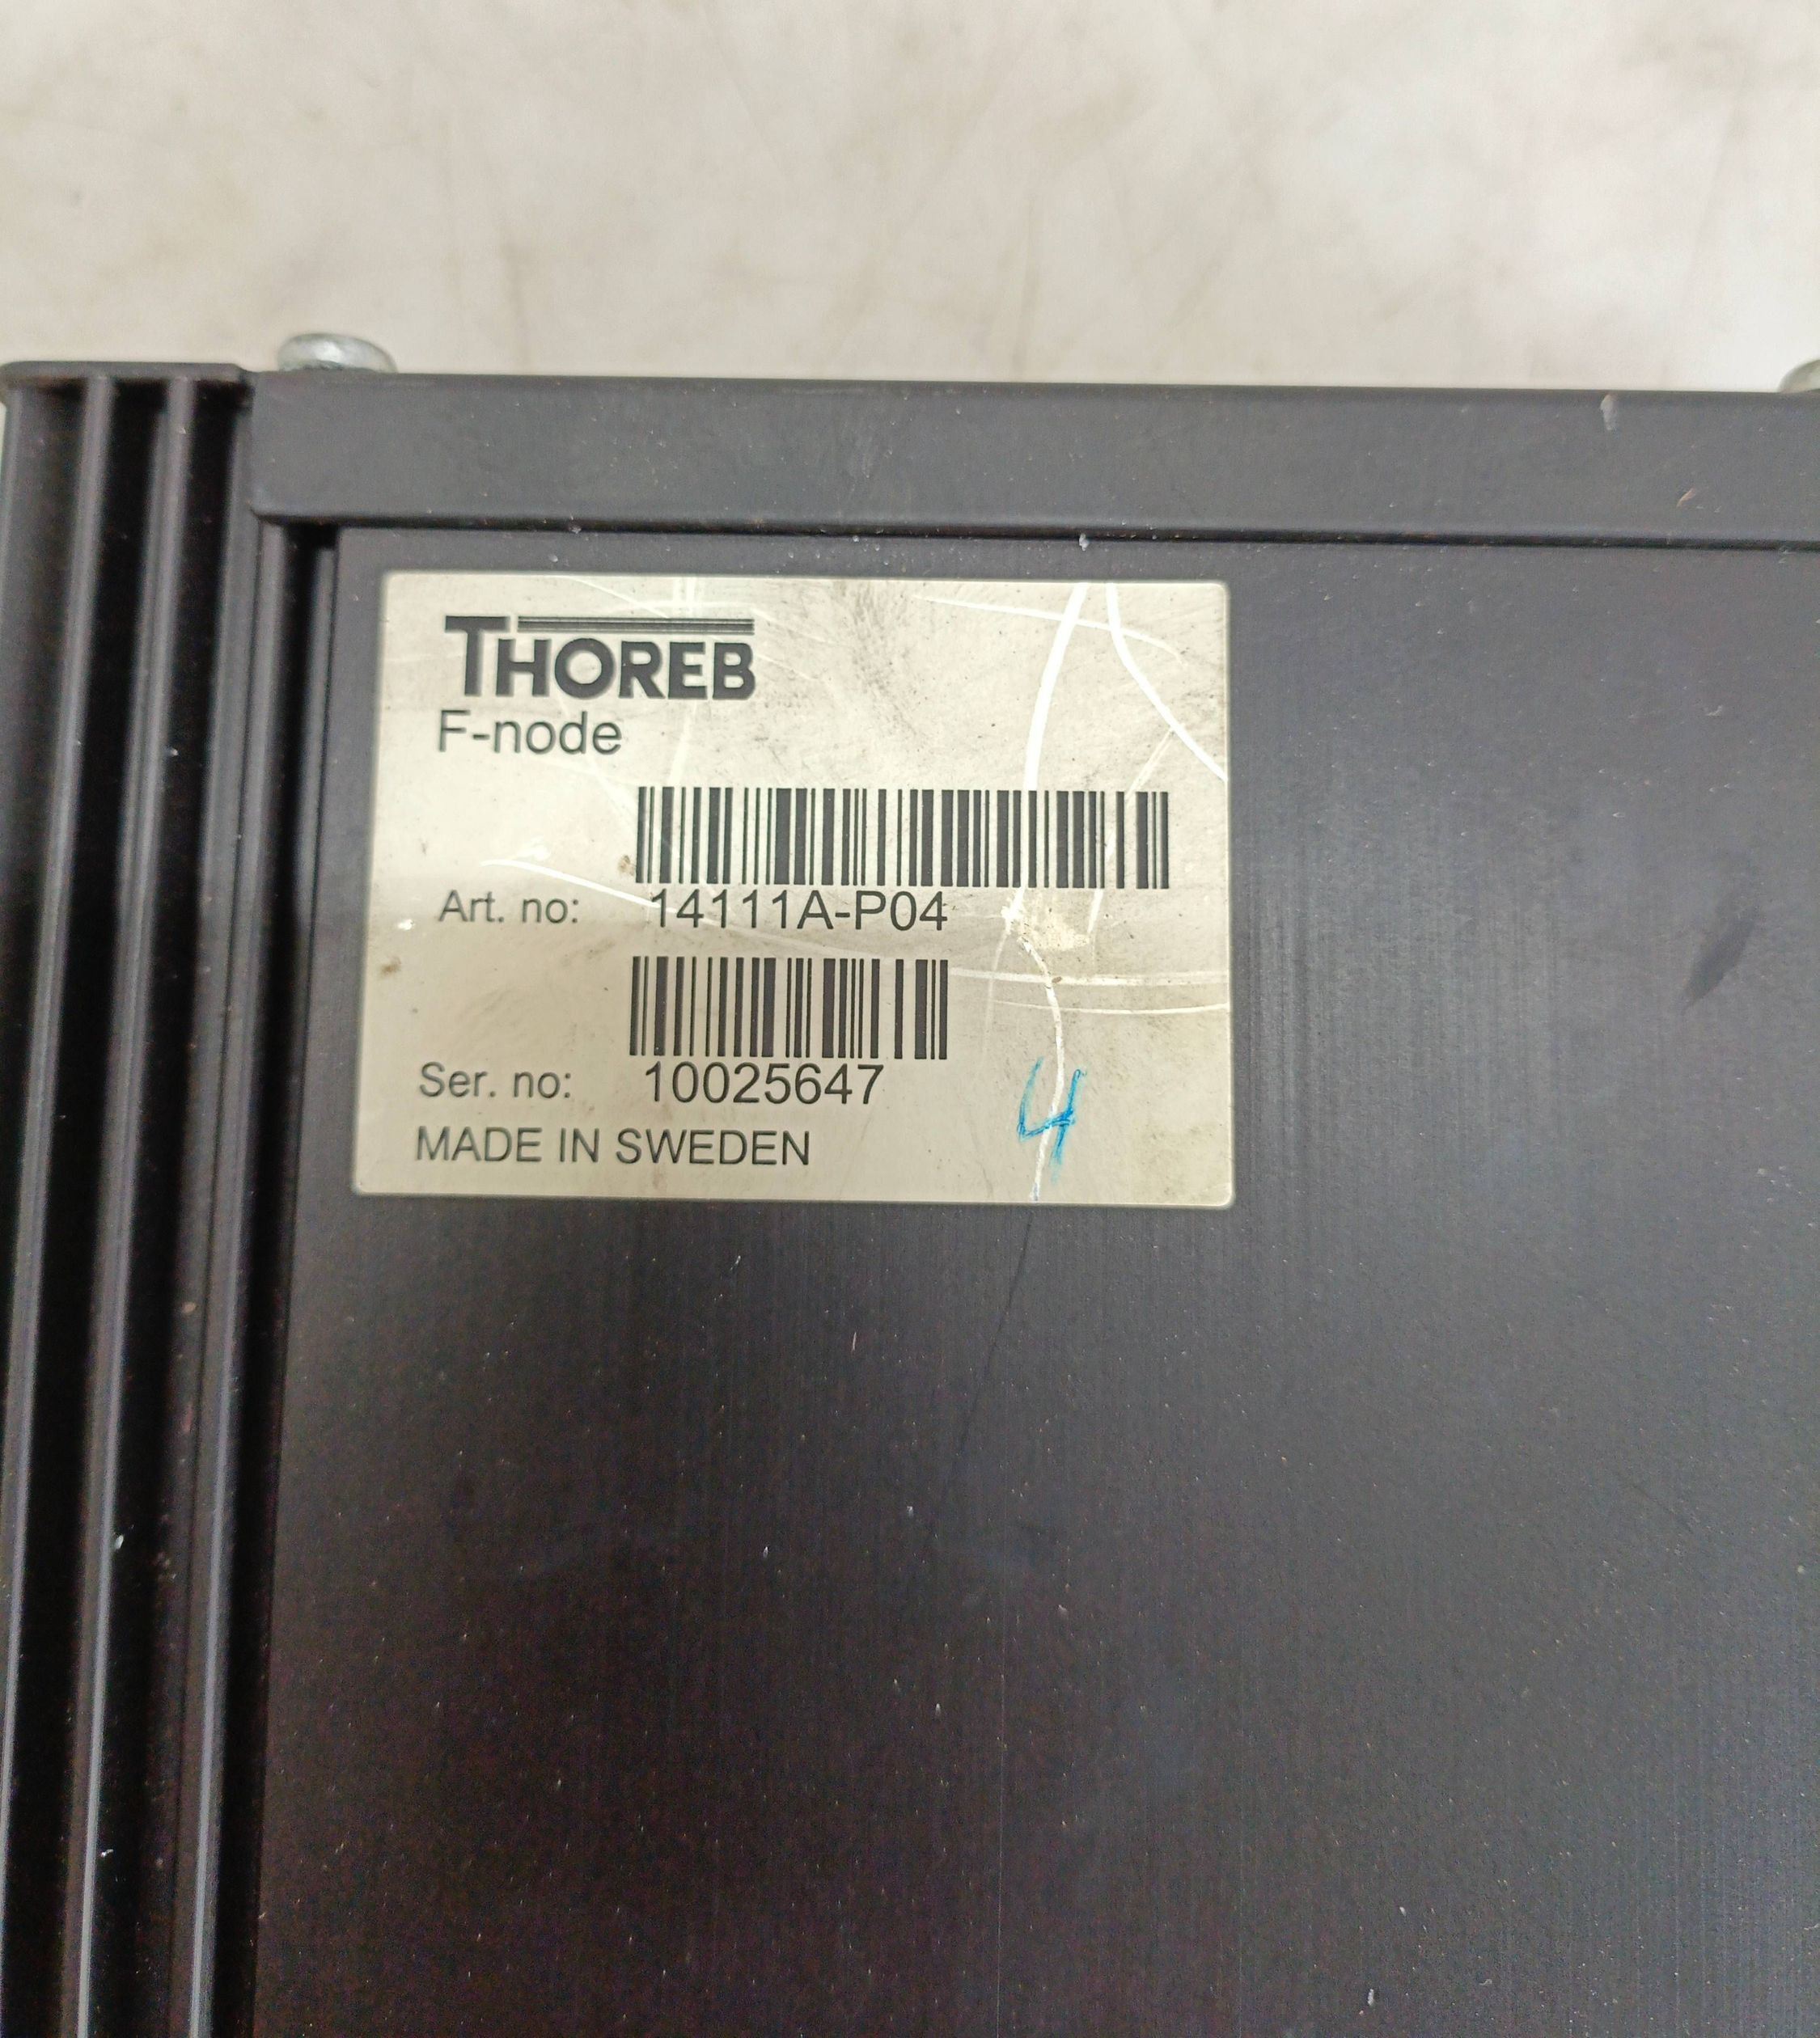 THOREB
F-node
Art. no: 14111A-P04
Ser. no: 10025647
4
MADE IN SWEDEN